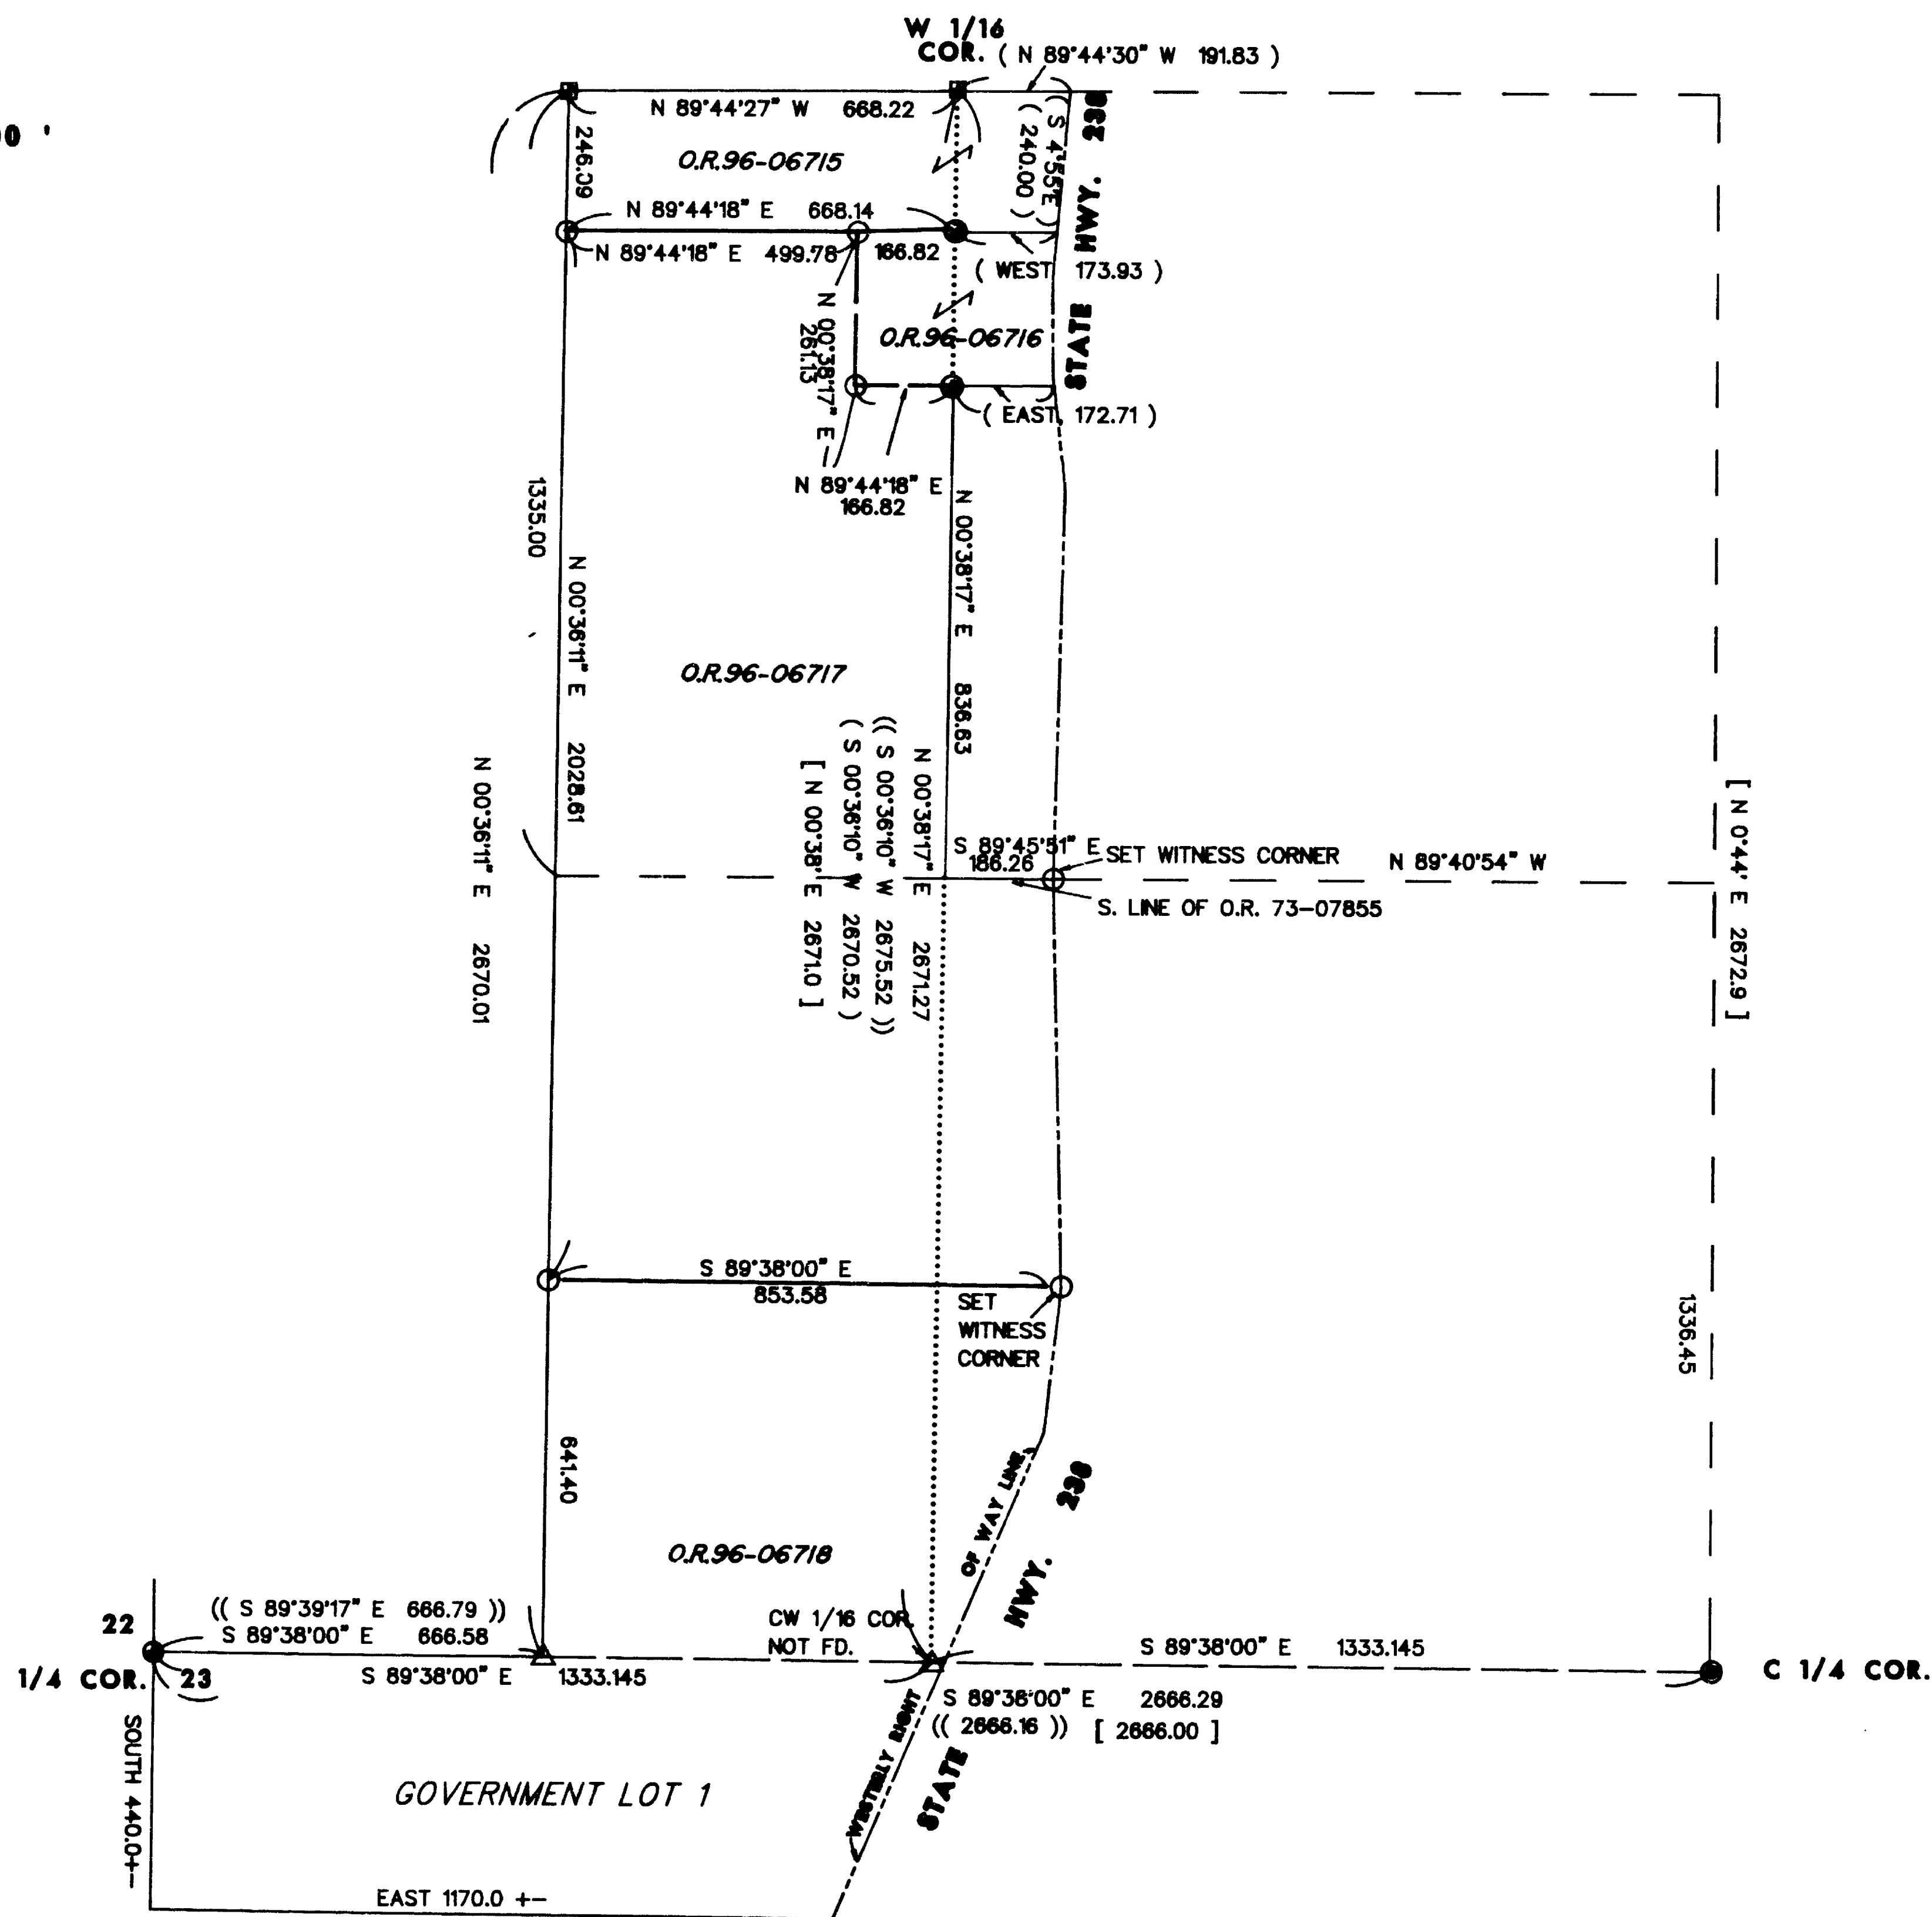 W 1/16
COR. ( N 89°44'30" W 191.83 )
00 '
N 89°44'27" W 668.22
( S 4°55'E )
( 240.00 )
STATE HWY. 238
246.09
O.R.96-06715
N 89°44'18" E 668.14
N 89°44'18" E 499.78
166.82
( WEST 173.93 )
N 00°38'17" E
261.13
O.R.96-06716
( EAST 172.71 )
N 89°44'18" E
166.82
1335.00
N 00°36'11" E 2028.61
N 00°38'17" E 836.63
O.R.96-06717
N 00°36'11" E 2670.01
[ N 00°38' E 2671.0 ]
( S 00°36'10" W 2670.52 )
(( S 00°36'10" W 2675.52 ))
N 00°38'17" E 2671.27
[ N 0°44' E 2672.9 ]
S 89°45'51" E
186.26
SET WITNESS CORNER
N 89°40'54" W
S. LINE OF O.R. 73-07855
S 89°38'00" E
853.58
SET
WITNESS
CORNER
1336.45
641.40
O.R.96-06718
WESTERLY RIGHT OF WAY LINE
STATE HWY. 238
22
(( S 89°39'17" E 666.79 ))
S 89°38'00" E 666.58
CW 1/16 COR.
NOT FD.
S 89°38'00" E 1333.145
1/4 COR.
23
S 89°38'00" E 1333.145
C 1/4 COR.
S 89°38'00" E 2666.29
(( 2666.16 )) [ 2666.00 ]
SOUTH 440.0+-
GOVERNMENT LOT 1
EAST 1170.0 +-